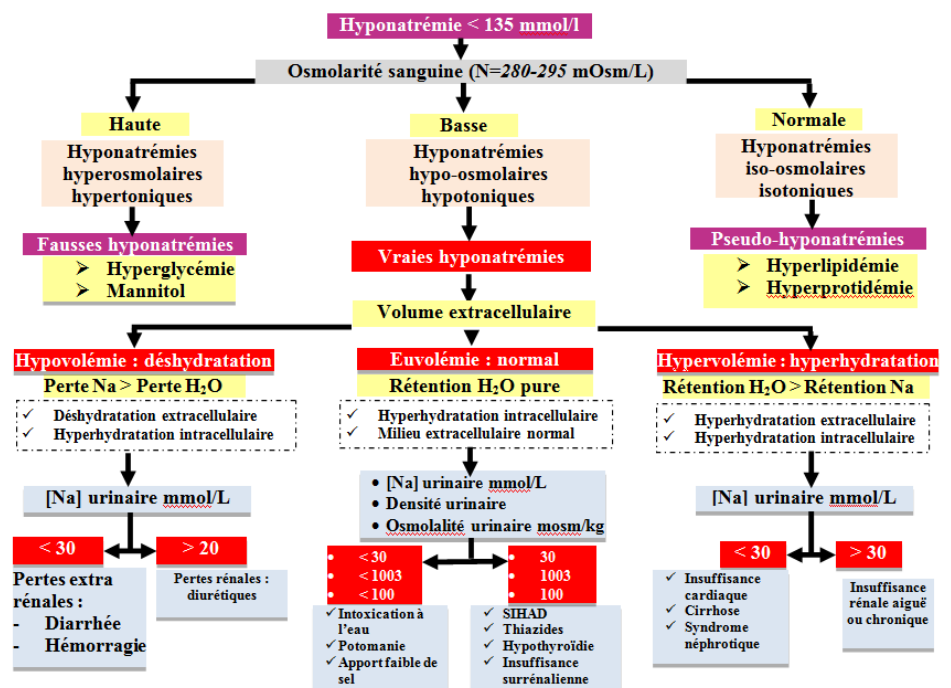 Hyponatrémie < 135 mmol/l
Osmolarité sanguine (N=280-295 mOsm/L)
Haute
Hyponatrémies
hyperosmolaires
hypertoniques
Fausses hyponatrémies
➢ Hyperglycémie
➢ Mannitol
Basse
Hyponatrémies
hypo-osmolaires
hypotoniques
Vraies hyponatrémies
Normale
Hyponatrémies
iso-osmolaires
isotoniques
Pseudo-hyponatrémies
➢ Hyperlipidémie
➢ Hyperprotidémie
Volume extracellulaire
Hypovolémie : déshydratation
Perte Na > Perte H₂O
✓ Déshydratation extracellulaire
✓ Hyperhydratation intracellulaire
[Na] urinaire mmol/L
< 30
Pertes extra
rénales :
- Diarrhée
- Hémorragie
> 20
Pertes rénales :
diurétiques
Euvolémie : normal
Rétention H₂O pure
✓ Hyperhydratation intracellulaire
✓ Milieu extracellulaire normal
• [Na] urinaire mmol/L
• Densité urinaire
• Osmolalité urinaire mosm/kg
• < 30
• <1003
• <100
✓ Intoxication à
l'eau
✓ Potomanie
✓ Apport faible de
sel
• 30
• 1003
• 100
✓ SIHAD
✓ Thiazides
✓ Hypothyroïdie
✓ Insuffisance
surrénalienne
Hypervolémie : hyperhydratation
Rétention H₂O > Rétention Na
✓ Hyperhydratation extracellulaire
✓ Hyperhydratation intracellulaire
[Na] urinaire mmol/L
< 30
✓ Insuffisance
cardiaque
✓ Cirrhose
✓ Syndrome
néphrotique
> 30
Insuffisance
rénale aiguë
ou chronique